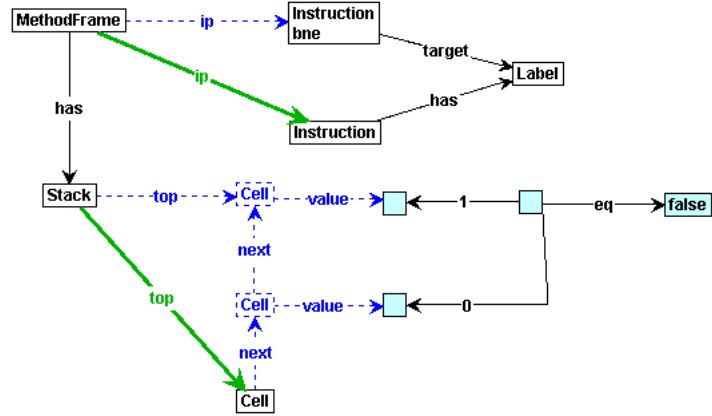 MethodFrame
ip
Instruction
bne
target
Label
ip
has
has
Instruction
Stack
top
Cell
value
1
eq
false
next
top
Cell
value
0
next
Cell